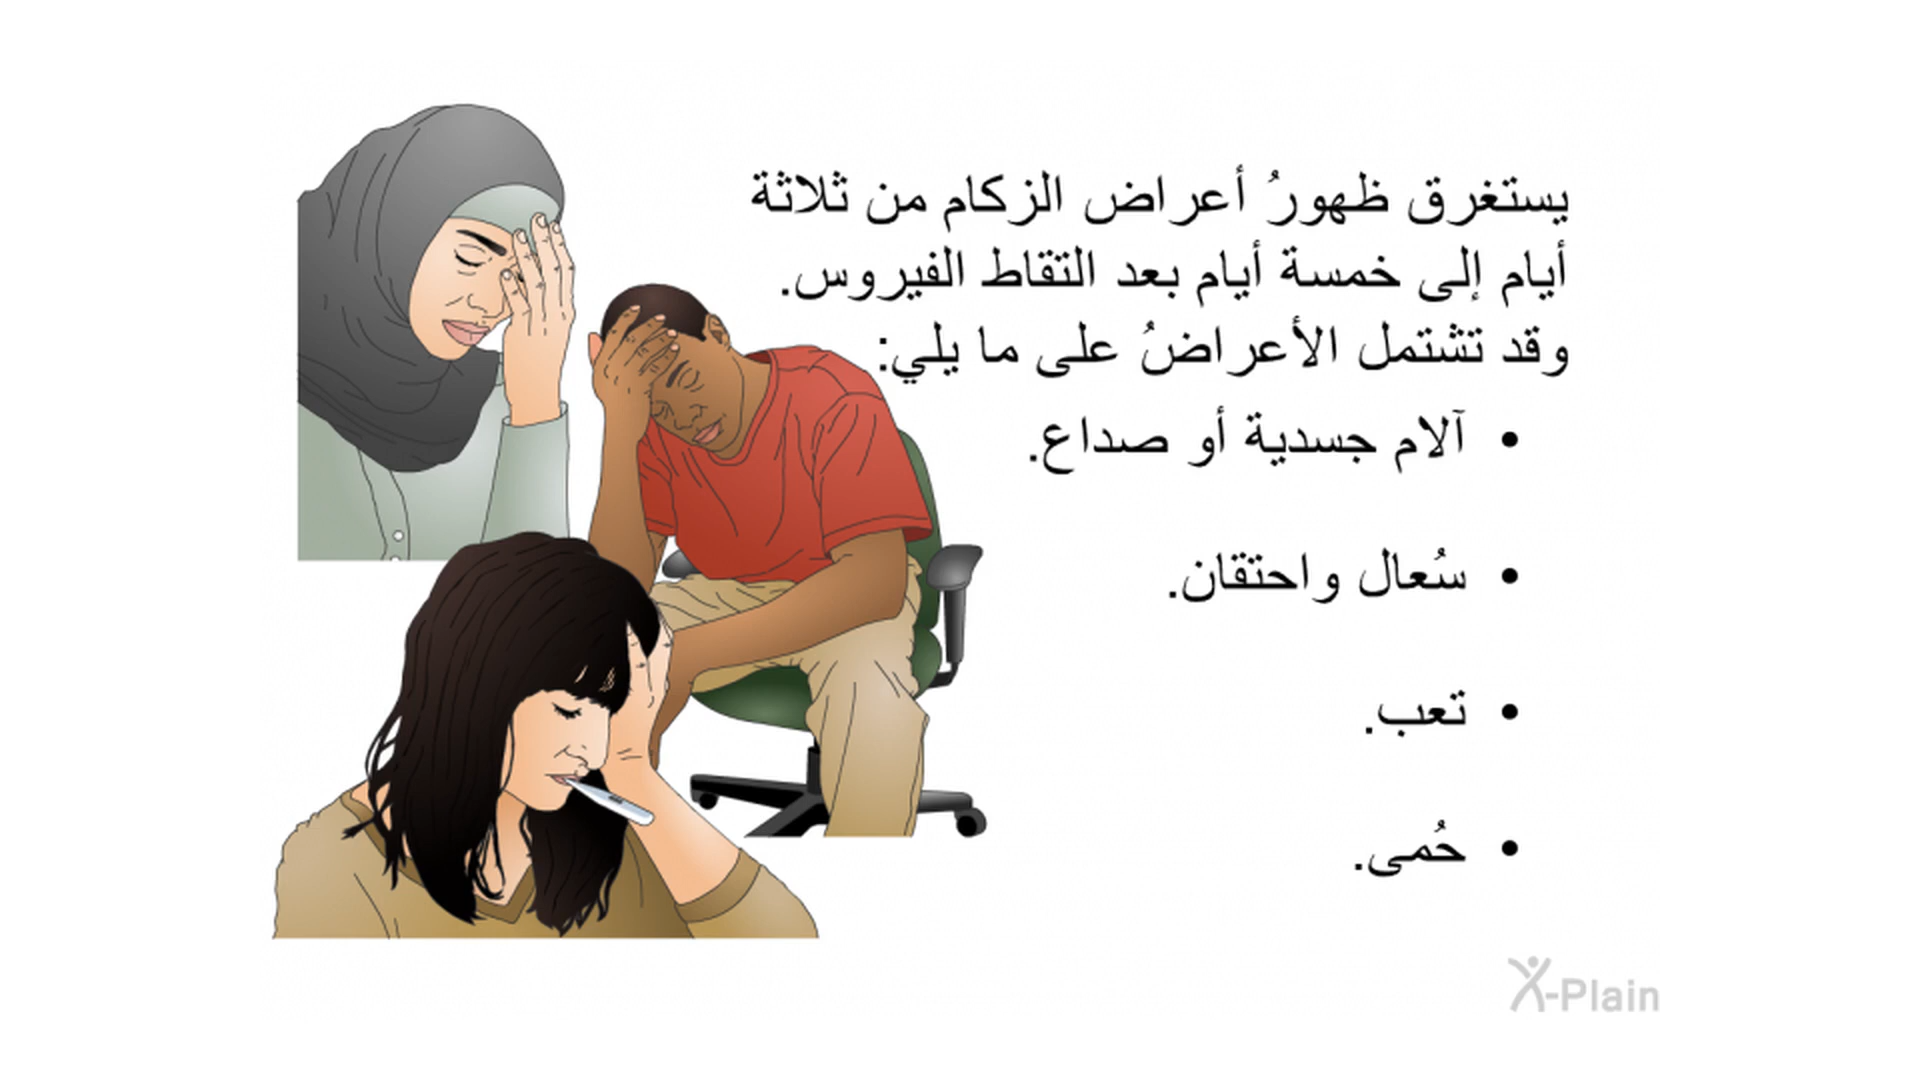 يستغرق ظهورُ أعراض الزكام من ثلاثة
أيام إلى خمسة أيام بعد التقاط الفيروس.
وقد تشتمل الأعراضُ على ما يلي:
• آلام جسدية أو صداع.
• سُعال واحتقان.
• تعب.
• حُمى.
X-Plain